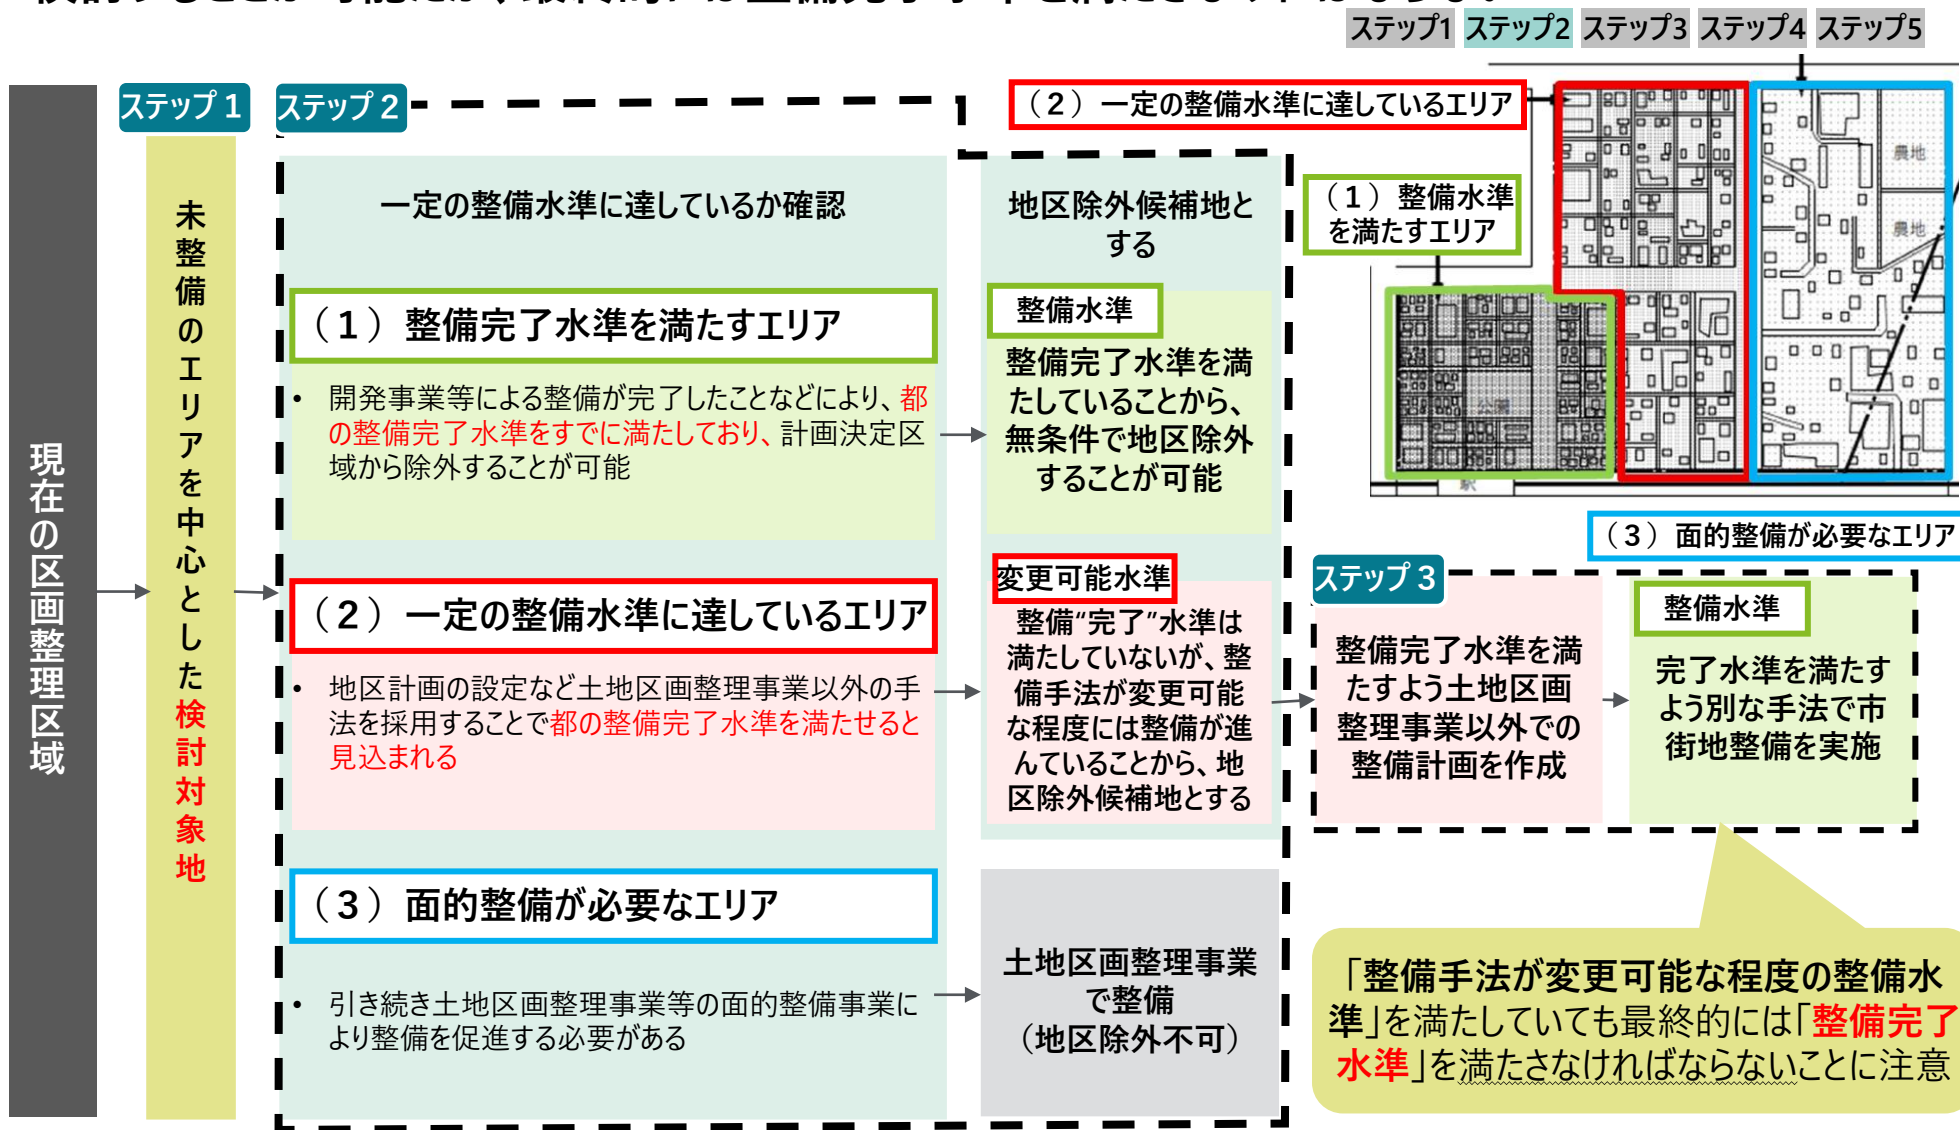 ステップ1 ステップ2 ステップ3 ステップ4 ステップ5
現在の区画整理区域
ステップ1
未整備のエリアを中心とした検討対象地
ステップ2
一定の整備水準に達しているか確認
（１）整備完了水準を満たすエリア
• 開発事業等による整備が完了したことなどにより、都
の整備完了水準をすでに満たしており、計画決定区
域から除外することが可能
（２）一定の整備水準に達しているエリア
• 地区計画の設定など土地区画整理事業以外の手
法を採用することで都の整備完了水準を満たせると
見込まれる
（３）面的整備が必要なエリア
• 引き続き土地区画整理事業等の面的整備事業に
より整備を促進する必要がある
地区除外候補地と
する
整備水準
整備完了水準を満
たしていることから、
無条件で地区除外
することが可能
変更可能水準
整備“完了”水準は
満たしていないが、整
備手法が変更可能
な程度には整備が進
んでいることから、地
区除外候補地とする
土地区画整理事業
で整備
（地区除外不可）
（２）一定の整備水準に達しているエリア
（１）整備水準
を満たすエリア
農地
農地
公園
駅
（３）面的整備が必要なエリア
ステップ3
整備完了水準を満
たすよう土地区画
整理事業以外での
整備計画を作成
整備水準
完了水準を満たす
よう別な手法で市
街地整備を実施
「整備手法が変更可能な程度の整備水
準」を満たしていても最終的には「整備完了
水準」を満たさなければならないことに注意